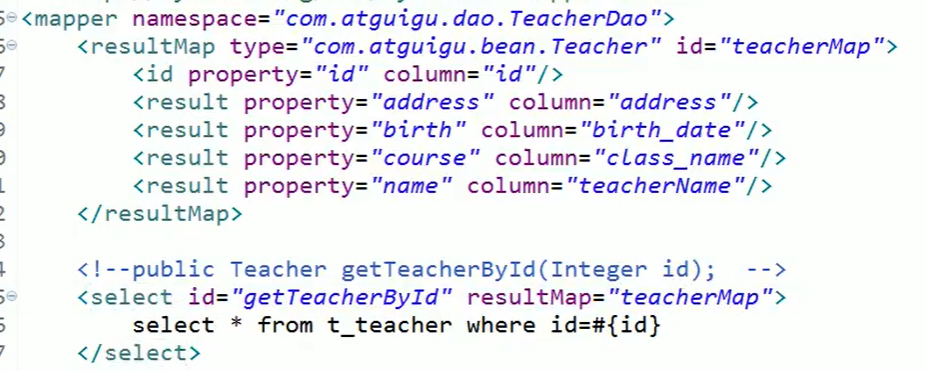 5<mapper namespace="com.atguigu.dao.TeacherDao">
6    <resultMap type="com.atguigu.bean.Teacher" id="teacherMap">
7        <id property="id" column="id"/>
8        <result property="address" column="address"/>
9        <result property="birth" column="birth_date"/>
0        <result property="course" column="class_name"/>
1        <result property="name" column="teacherName"/>
2    </resultMap>
3
4    <!--public Teacher getTeacherById(Integer id);  -->
5    <select id="getTeacherById" resultMap="teacherMap">
6        select * from t_teacher where id=#{id}
7    </select>